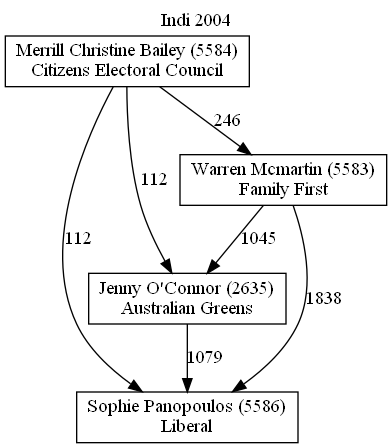 Indi 2004
Merrill Christine Bailey (5584)
Citizens Electoral Council
246
Warren Mcmartin (5583)
Family First
112
112
1045
Jenny O'Connor (2635)
Australian Greens
1838
1079
Sophie Panopoulos (5586)
Liberal